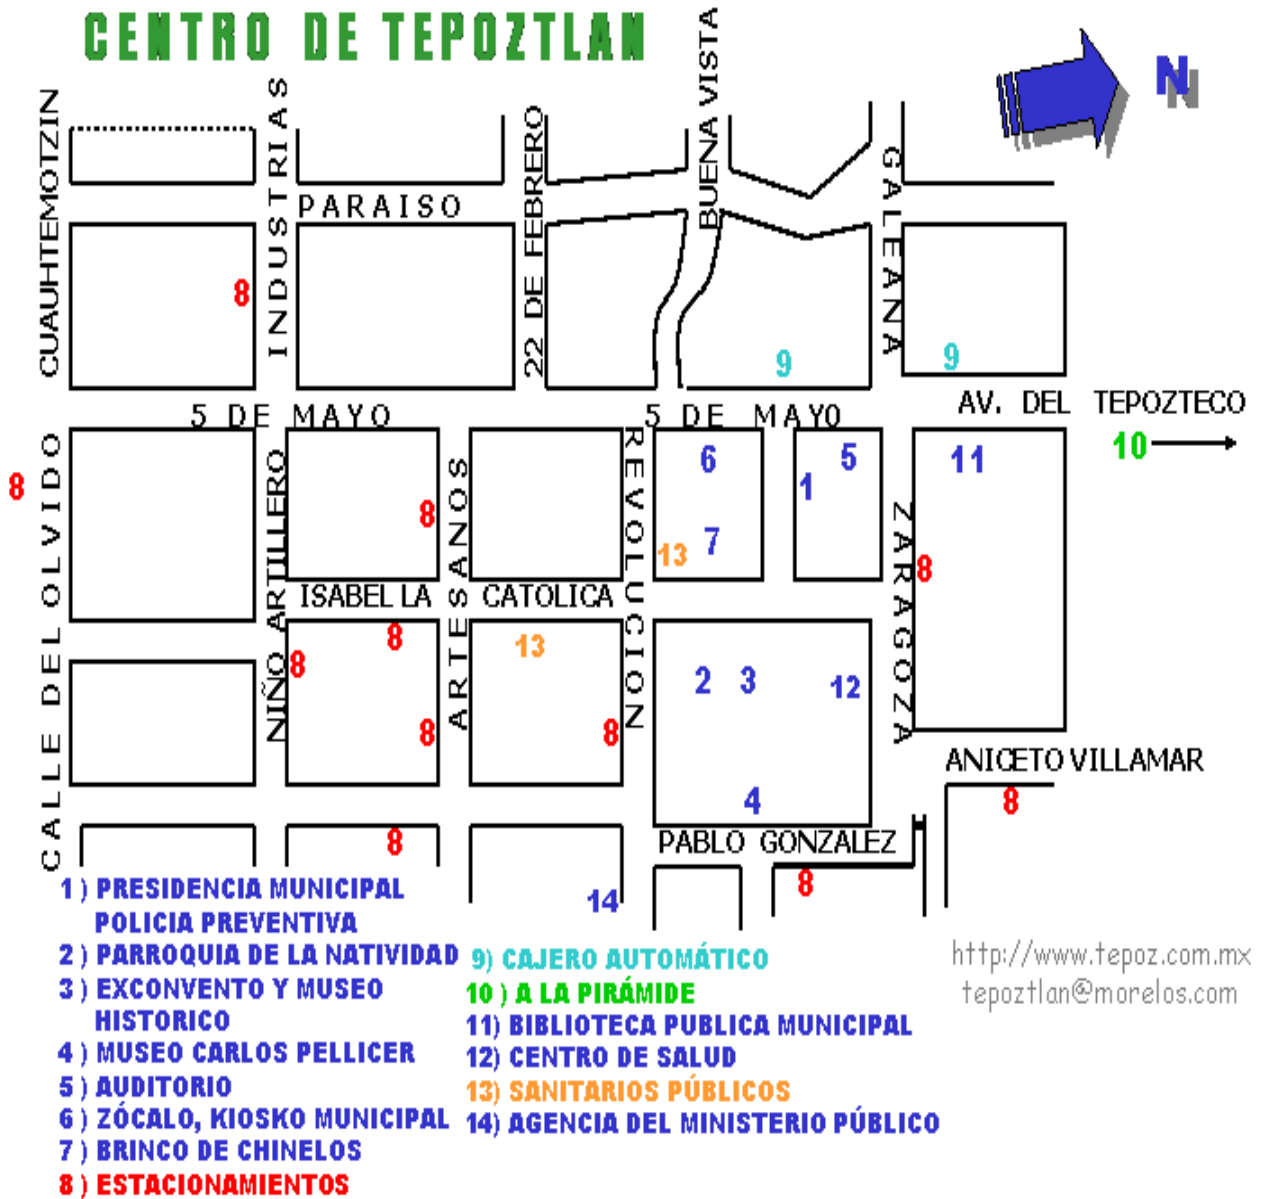 CENTRO DE TEPOZTLAN
N
CUAUHTEMOTZIN
INDUSTRIAS
22 DE FEBRERO
BUENA VISTA
GALEANA
PARAISO
8
9
9
5 DE MAYO
5 DE MAYO
AV. DEL TEPOZTECO
10
8
CALLE DEL OLVIDO
NIÑO ARTILLERO
ARTESANOS
REVOLUCION
ZARAGOZA
6
5
1
11
8
13
7
8
ISABEL LA CATOLICA
8
8
13
2
3
12
8
8
4
ANICETO VILLAMAR
8
8
PABLO GONZALEZ
8
14
1) PRESIDENCIA MUNICIPAL
POLICIA PREVENTIVA
2) PARROQUIA DE LA NATIVIDAD
3) EXCONVENTO Y MUSEO
HISTORICO
4) MUSEO CARLOS PELLICER
5) AUDITORIO
6) ZÓCALO, KIOSKO MUNICIPAL
7) BRINCO DE CHINELOS
8) ESTACIONAMIENTOS
9) CAJERO AUTOMÁTICO
10) A LA PIRÁMIDE
11) BIBLIOTECA PUBLICA MUNICIPAL
12) CENTRO DE SALUD
13) SANITARIOS PÚBLICOS
14) AGENCIA DEL MINISTERIO PÚBLICO
http://www.tepoz.com.mx
tepoztlan@morelos.com